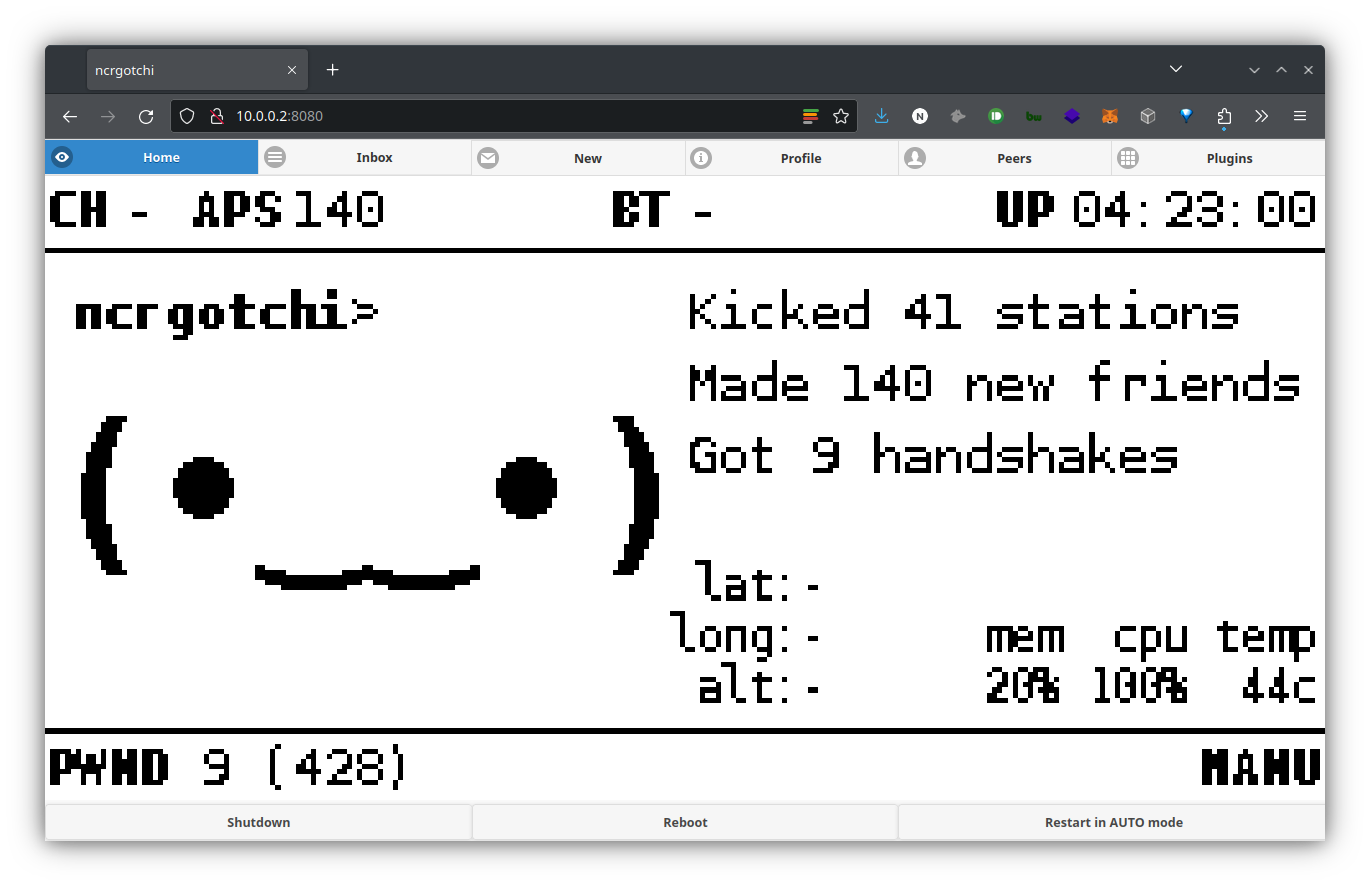 ncrgotchi
10.0.0.2:8080
N
bw
Home Inbox New Profile Peers Plugins
CH - APS 140 BT - UP 04:23:00
ncrgotchi>
Kicked 41 stations
Made 140 new friends
Got 9 handshakes
lat: -
long: - mem cpu temp
alt: - 20% 100% 44c
PWND 9 (428) MANU
Shutdown Reboot Restart in AUTO mode